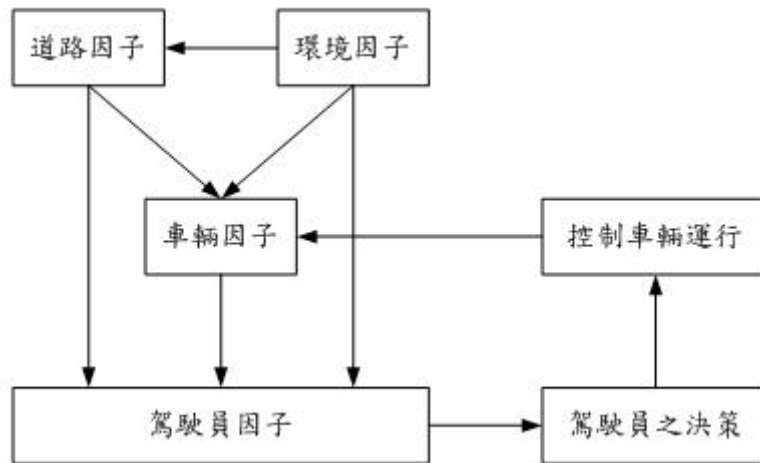 道路因子
環境因子
車輛因子
控制車輛運行
駕駛員因子
駕駛員之決策